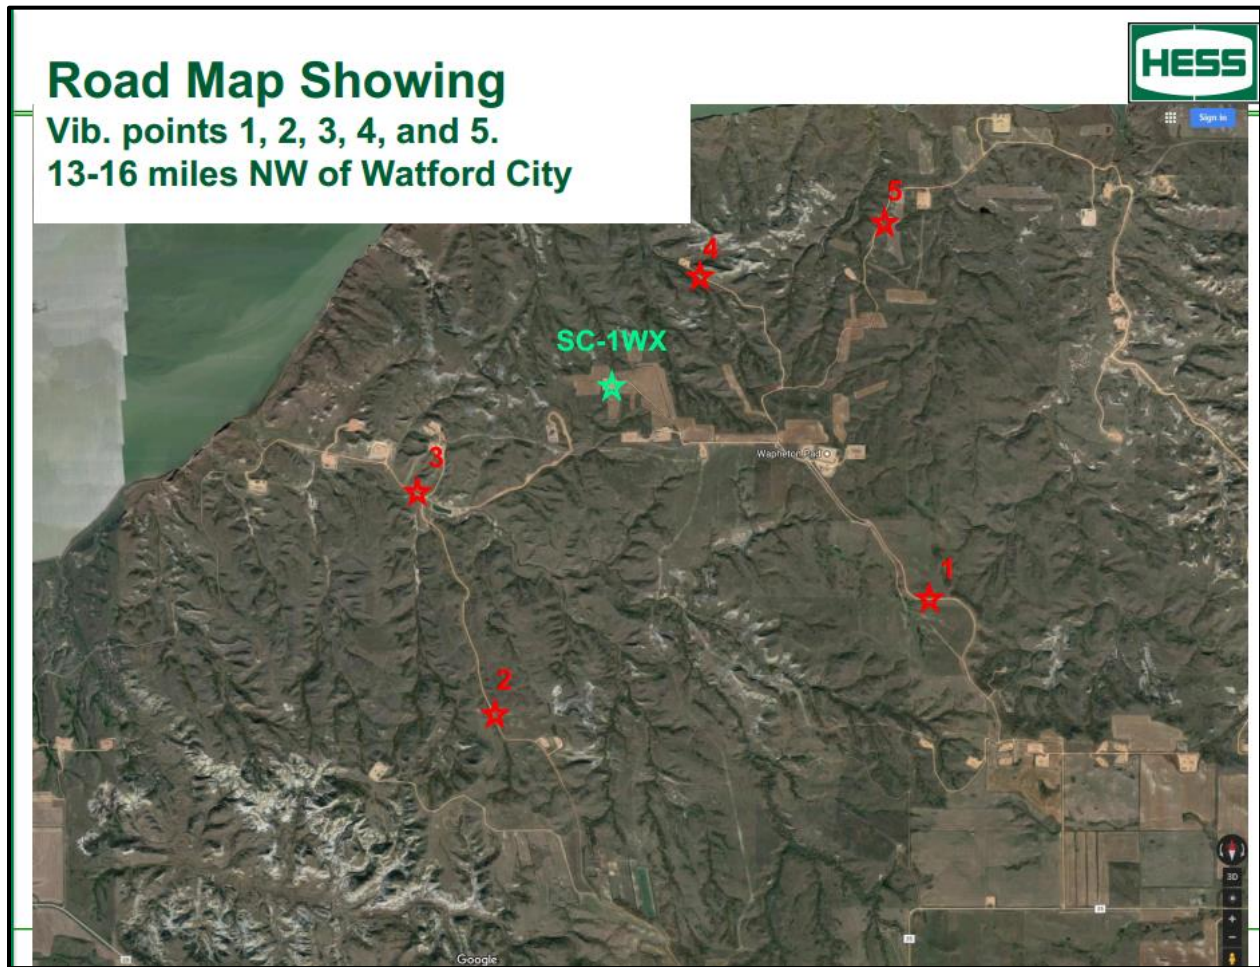 Road Map Showing
Vib. points 1, 2, 3, 4, and 5.
13-16 miles NW of Watford City
HESS
Sign in
5
4
SC-1WX
3
Wapheton Pad
1
2
3D
Google